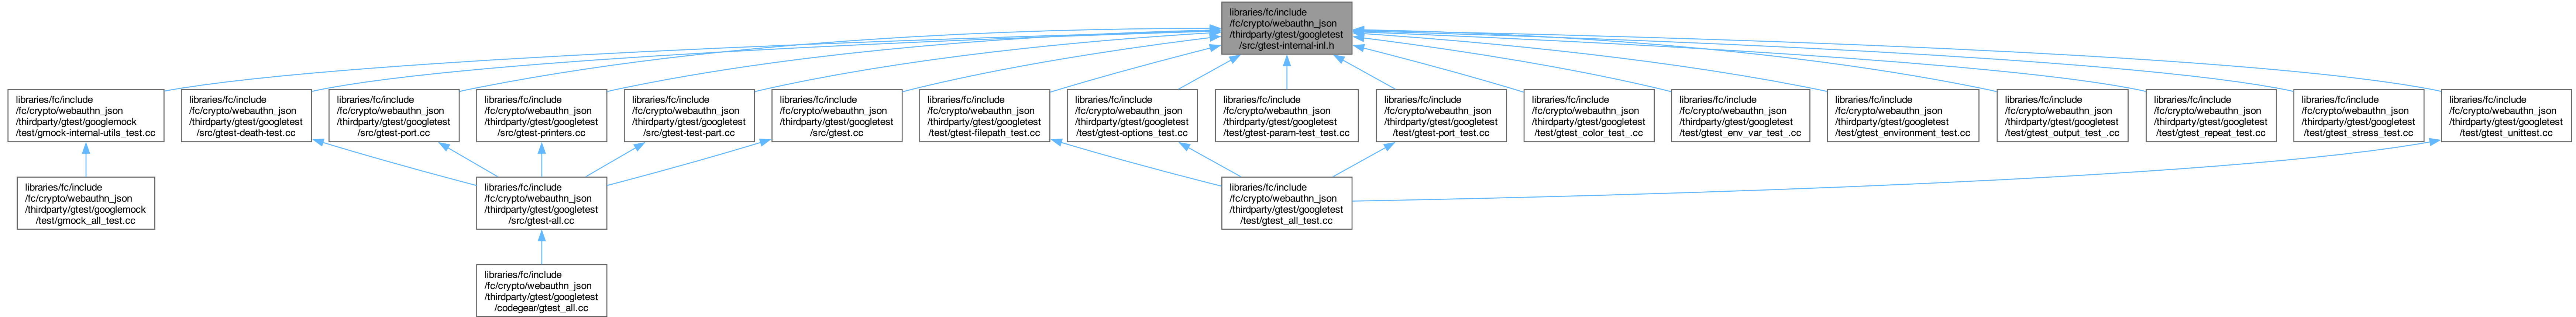 libraries/fc/include
/fc/crypto/webauthn_json
/thirdparty/gtest/googletest
/src/gtest-internal-inl.h
libraries/fc/include
/fc/crypto/webauthn_json
/thirdparty/gtest/googlemock
/test/gmock-internal-utils_test.cc
libraries/fc/include
/fc/crypto/webauthn_json
/thirdparty/gtest/googletest
/src/gtest-death-test.cc
libraries/fc/include
/fc/crypto/webauthn_json
/thirdparty/gtest/googletest
/src/gtest-port.cc
libraries/fc/include
/fc/crypto/webauthn_json
/thirdparty/gtest/googletest
/src/gtest-printers.cc
libraries/fc/include
/fc/crypto/webauthn_json
/thirdparty/gtest/googletest
/src/gtest-test-part.cc
libraries/fc/include
/fc/crypto/webauthn_json
/thirdparty/gtest/googletest
/src/gtest.cc
libraries/fc/include
/fc/crypto/webauthn_json
/thirdparty/gtest/googletest
/test/gtest-filepath_test.cc
libraries/fc/include
/fc/crypto/webauthn_json
/thirdparty/gtest/googletest
/test/gtest-options_test.cc
libraries/fc/include
/fc/crypto/webauthn_json
/thirdparty/gtest/googletest
/test/gtest-param-test_test.cc
libraries/fc/include
/fc/crypto/webauthn_json
/thirdparty/gtest/googletest
/test/gtest-port_test.cc
libraries/fc/include
/fc/crypto/webauthn_json
/thirdparty/gtest/googletest
/test/gtest_color_test_.cc
libraries/fc/include
/fc/crypto/webauthn_json
/thirdparty/gtest/googletest
/test/gtest_env_var_test_.cc
libraries/fc/include
/fc/crypto/webauthn_json
/thirdparty/gtest/googletest
/test/gtest_environment_test.cc
libraries/fc/include
/fc/crypto/webauthn_json
/thirdparty/gtest/googletest
/test/gtest_output_test_.cc
libraries/fc/include
/fc/crypto/webauthn_json
/thirdparty/gtest/googletest
/test/gtest_repeat_test.cc
libraries/fc/include
/fc/crypto/webauthn_json
/thirdparty/gtest/googletest
/test/gtest_stress_test.cc
libraries/fc/include
/fc/crypto/webauthn_json
/thirdparty/gtest/googletest
/test/gtest_unittest.cc
libraries/fc/include
/fc/crypto/webauthn_json
/thirdparty/gtest/googlemock
/test/gmock_all_test.cc
libraries/fc/include
/fc/crypto/webauthn_json
/thirdparty/gtest/googletest
/src/gtest-all.cc
libraries/fc/include
/fc/crypto/webauthn_json
/thirdparty/gtest/googletest
/test/gtest_all_test.cc
libraries/fc/include
/fc/crypto/webauthn_json
/thirdparty/gtest/googletest
/codegear/gtest_all.cc